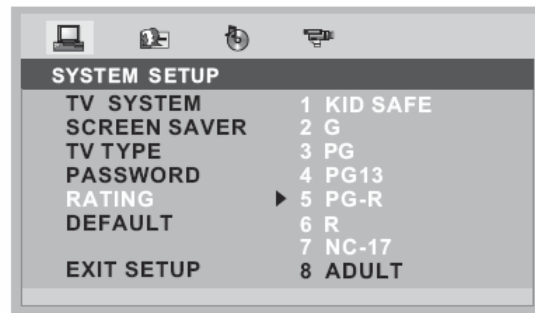 SYSTEM SETUP
TV SYSTEM
SCREEN SAVER
TV TYPE
PASSWORD
RATING
DEFAULT
EXIT SETUP
1 KID SAFE
2 G
3 PG
4 PG13
5 PG-R
6 R
7 NC-17
8 ADULT